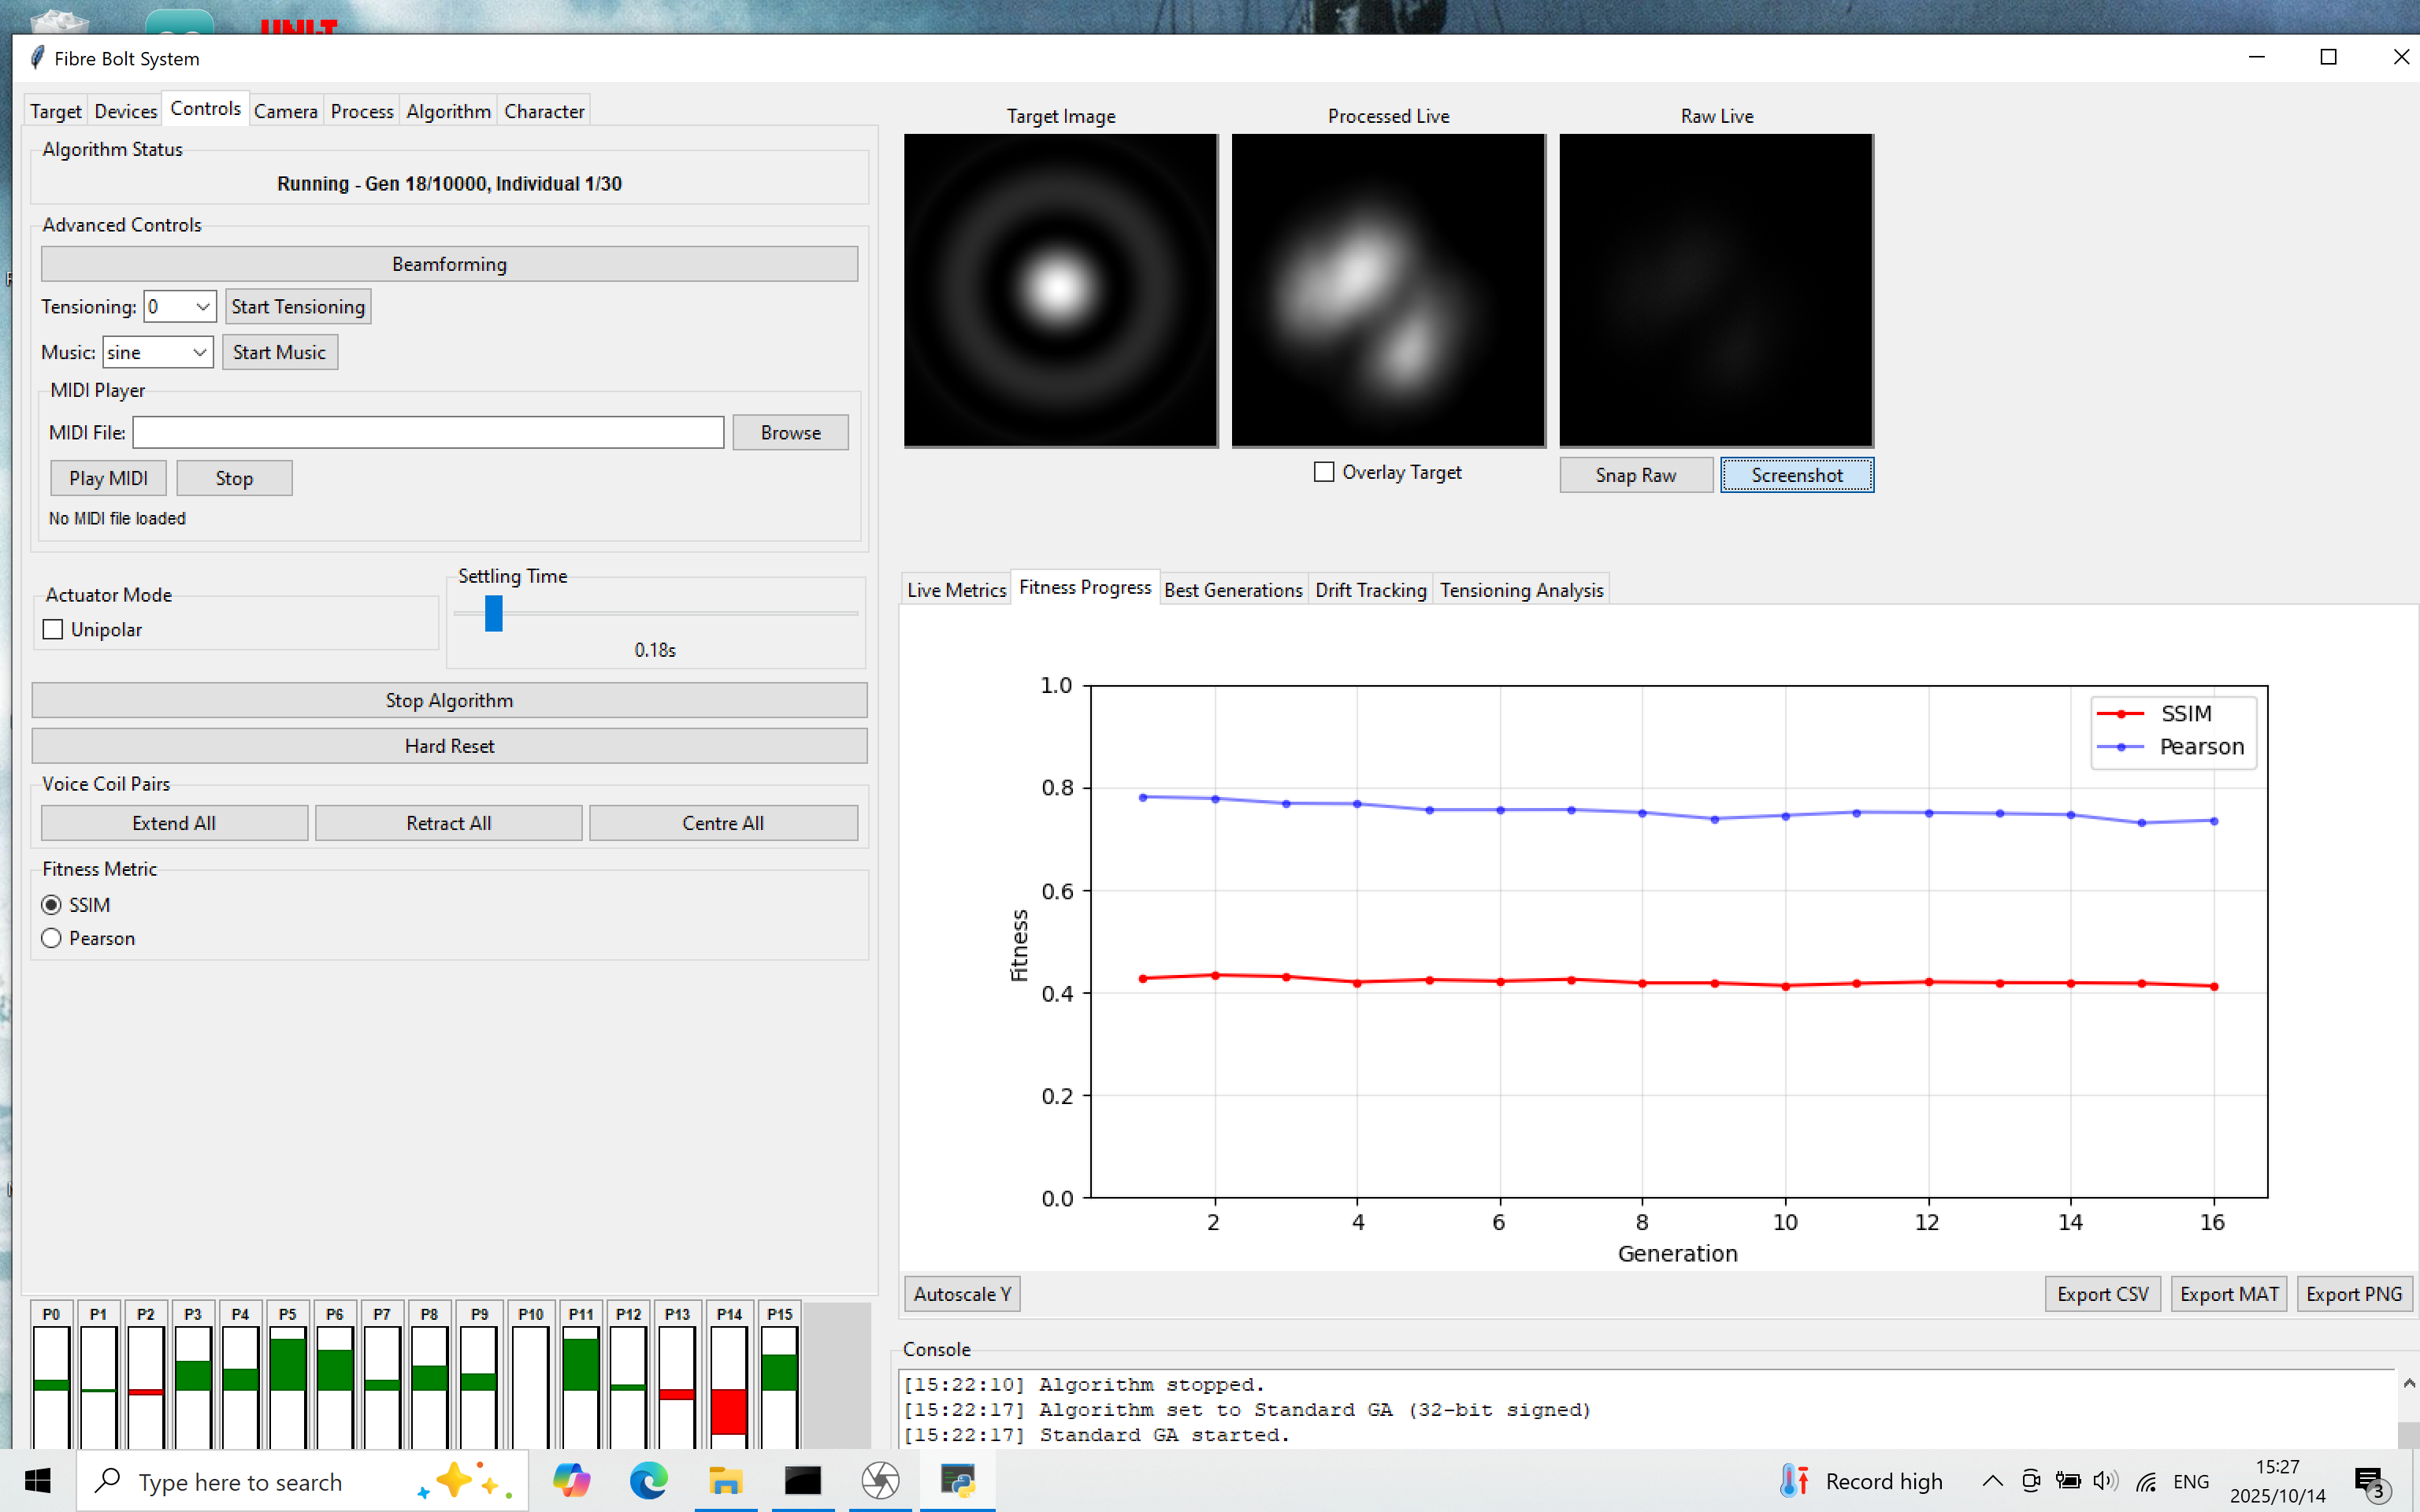 UNI-T
Fibre Bolt System
Target Devices Controls Camera Process Algorithm Character
Algorithm Status
Running - Gen 18/10000, Individual 1/30
Advanced Controls
Beamforming
Tensioning: 0 Start Tensioning
Music: sine Start Music
MIDI Player
MIDI File: Browse
Play MIDI Stop
No MIDI file loaded
Actuator Mode
Unipolar
Settling Time
0.18s
Stop Algorithm
Hard Reset
Voice Coil Pairs
Extend All Retract All Centre All
Fitness Metric
SSIM
Pearson
P0 P1 P2 P3 P4 P5 P6 P7 P8 P9 P10 P11 P12 P13 P14 P15
Target Image Processed Live Raw Live
Overlay Target Snap Raw Screenshot
Live Metrics Fitness Progress Best Generations Drift Tracking Tensioning Analysis
1.0
0.8
0.6
0.4
0.2
0.0
Fitness
SSIM
Pearson
2 4 6 8 10 12 14 16
Generation
Autoscale Y Export CSV Export MAT Export PNG
Console
[15:22:10] Algorithm stopped.
[15:22:17] Algorithm set to Standard GA (32-bit signed)
[15:22:17] Standard GA started.
Type here to search
Record high
ENG
15:27
2025/10/14
3